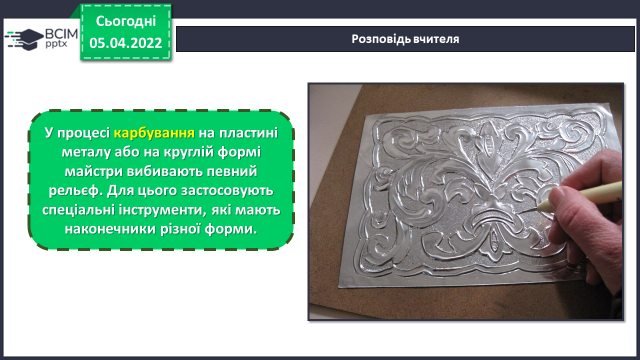 Сьогодні
05.04.2022
BCIM
pptx
Розповідь вчителя
У процесі карбування на пластині
металу або на круглій формі
майстри вибивають певний
рельєф. Для цього застосовують
спеціальні інструменти, які мають
наконечники різної форми.